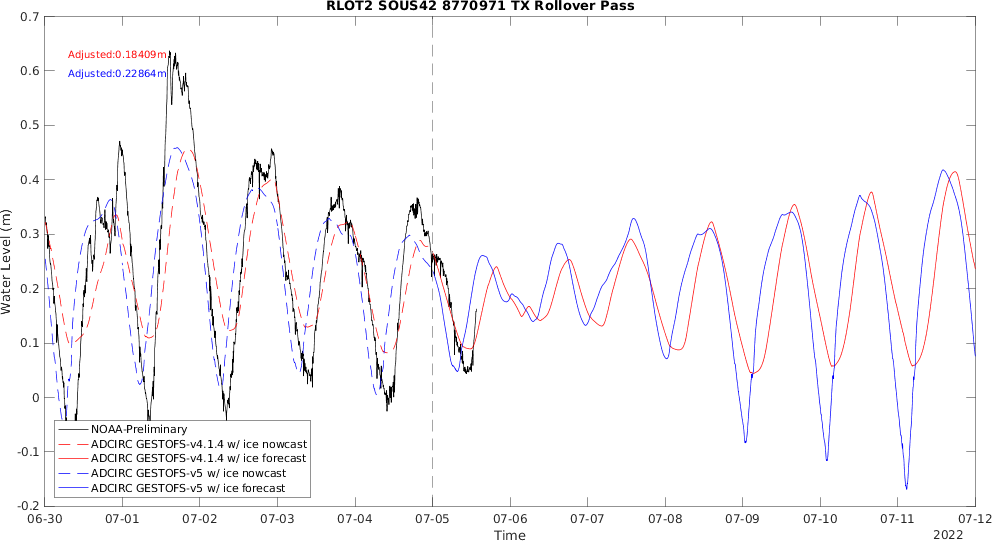 RLOT2 SOUS42 8770971 TX Rollover Pass
0.7
0.6
0.5
0.4
0.3
0.2
0.1
0
-0.1
-0.2
Water Level (m)
Adjusted:0.18409m
Adjusted:0.22864m
NOAA-Preliminary
ADCIRC GESTOFS-v4.1.4 w/ ice nowcast
ADCIRC GESTOFS-v4.1.4 w/ ice forecast
ADCIRC GESTOFS-v5 w/ ice nowcast
ADCIRC GESTOFS-v5 w/ ice forecast
06-30 07-01 07-02 07-03 07-04 07-05 07-06 07-07 07-08 07-09 07-10 07-11 07-12
Time
2022